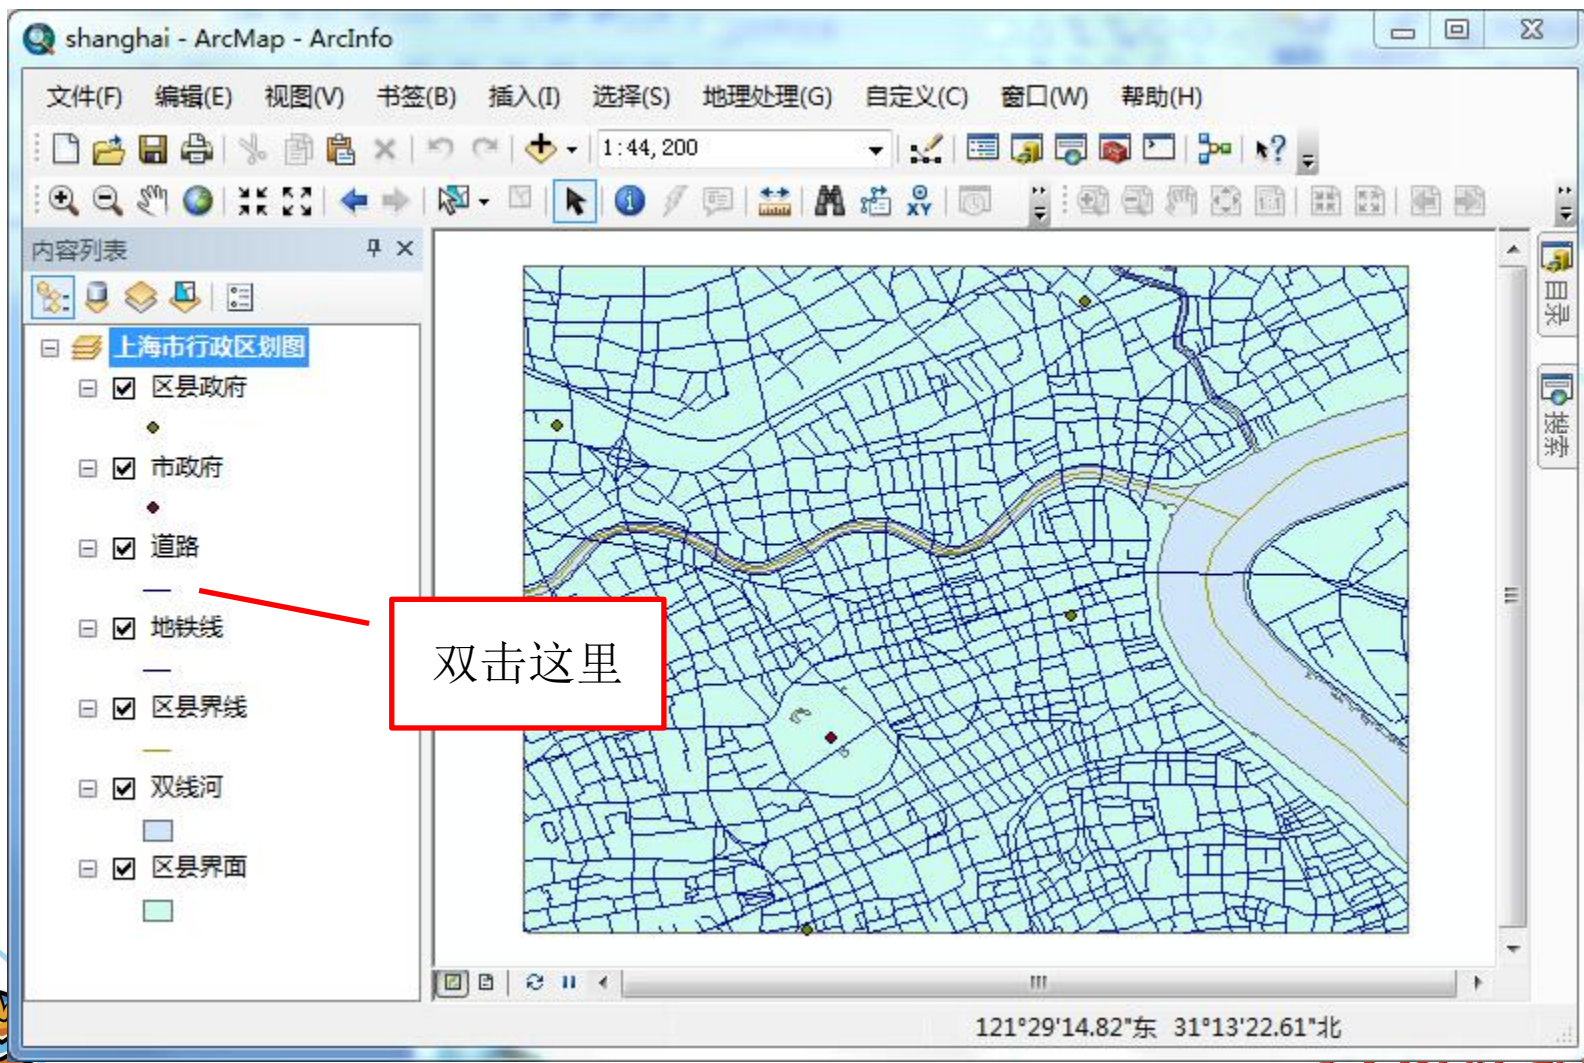 shanghai - ArcMap - ArcInfo
文件(F) 编辑(E) 视图(V) 书签(B) 插入(I) 选择(S) 地理处理(G) 自定义(C) 窗口(W) 帮助(H)
1:44,200
内容列表
上海市行政区划图
区县政府
市政府
道路
地铁线
区县界线
双线河
区县界面
双击这里
目录
搜索
121°29'14.82"东 31°13'22.61"北